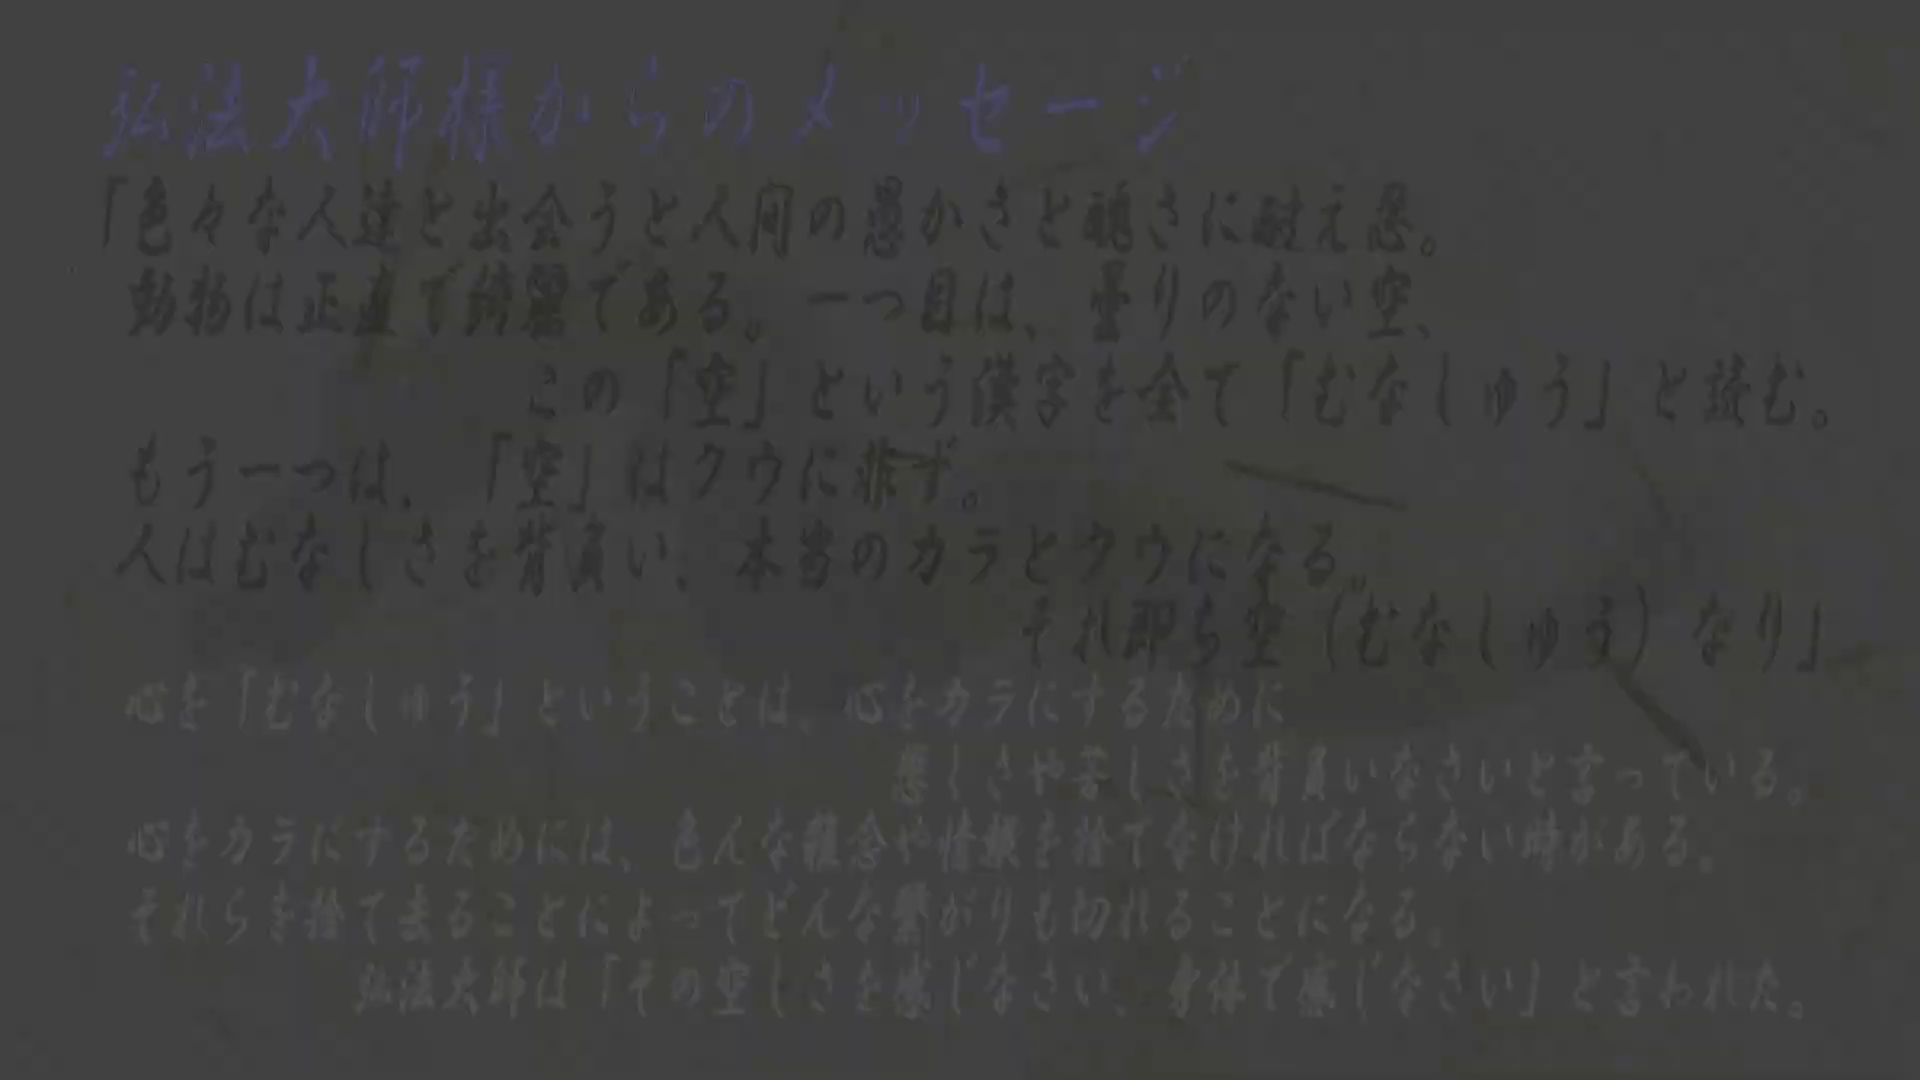 弘法大師様からのメッセージ
「色々な人達と出会うと人間の愚かさと醜さに耐え忍。
動物は正直で綺麗である。一つ目は、曇りのない空、
この「空」という漢字を全て「むなしゅう」と読む。
もう一つは、「空」はクウに非ず。
人はむなしさを背負い、本当のカラとクウになる。
それ即ち空（むなしゅう）なり」
心を「むなしゅう」ということは、心をカラにするために
悲しさや苦しさを背負いなさいと言っている。
心をカラにするためには、色んな雑念や情報を捨てなければならない時がある。
それらを捨て去ることによってどんな繋がりも切れることになる。
弘法大師は「その空しさを感じなさい、身体で感じなさい」と言われた。